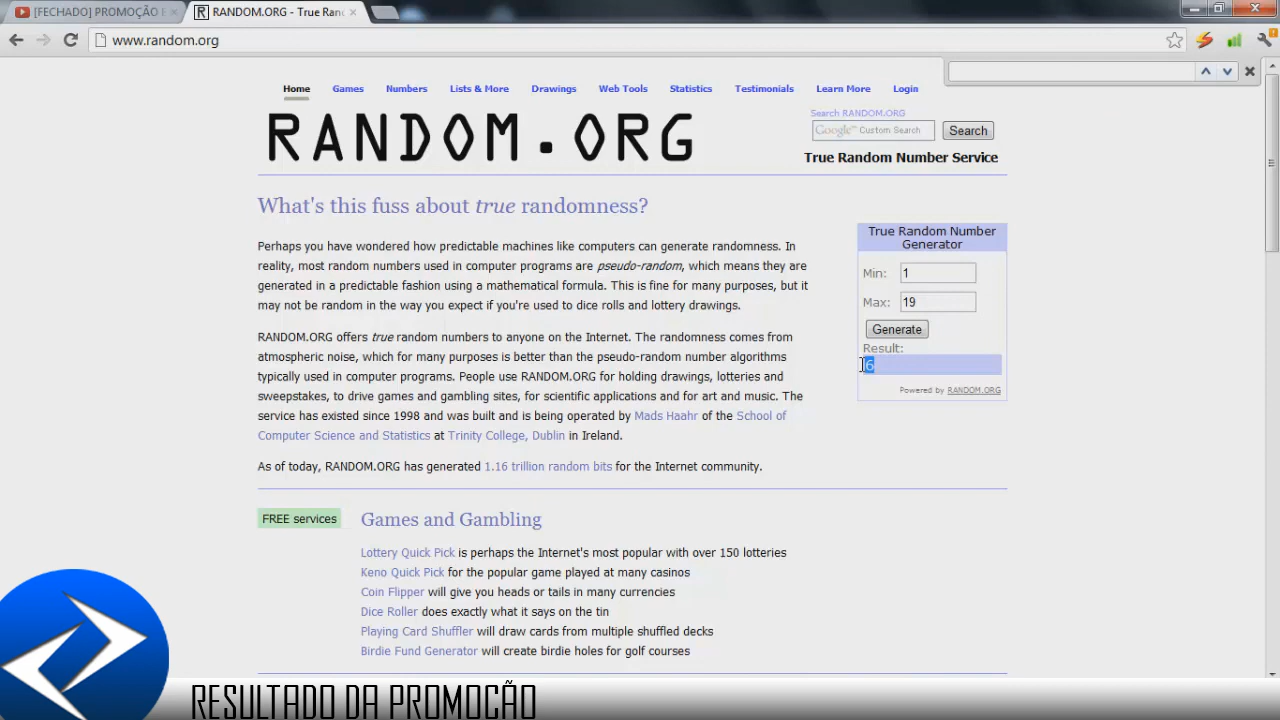 [FECHADO] PROMOÇÃO
RANDOM.ORG - True Ran
www.random.org
Home Games Numbers Lists & More Drawings Web Tools Statistics Testimonials Learn More Login
RANDOM.ORG
Search RANDOM.ORG
Google™ Custom Search Search
True Random Number Service
What's this fuss about true randomness?
Perhaps you have wondered how predictable machines like computers can generate randomness. In
reality, most random numbers used in computer programs are pseudo-random, which means they are
generated in a predictable fashion using a mathematical formula. This is fine for many purposes, but it
may not be random in the way you expect if you're used to dice rolls and lottery drawings.
RANDOM.ORG offers true random numbers to anyone on the Internet. The randomness comes from
atmospheric noise, which for many purposes is better than the pseudo-random number algorithms
typically used in computer programs. People use RANDOM.ORG for holding drawings, lotteries and
sweepstakes, to drive games and gambling sites, for scientific applications and for art and music. The
service has existed since 1998 and was built and is being operated by Mads Haahr of the School of
Computer Science and Statistics at Trinity College, Dublin in Ireland.
As of today, RANDOM.ORG has generated 1.16 trillion random bits for the Internet community.
True Random Number
Generator
Min: 1
Max: 19
Generate
Result:
6
Powered by RANDOM.ORG
FREE services
Games and Gambling
Lottery Quick Pick is perhaps the Internet's most popular with over 150 lotteries
Keno Quick Pick for the popular game played at many casinos
Coin Flipper will give you heads or tails in many currencies
Dice Roller does exactly what it says on the tin
Playing Card Shuffler will draw cards from multiple shuffled decks
Birdie Fund Generator will create birdie holes for golf courses
RESULTADO DA PROMOÇÃO